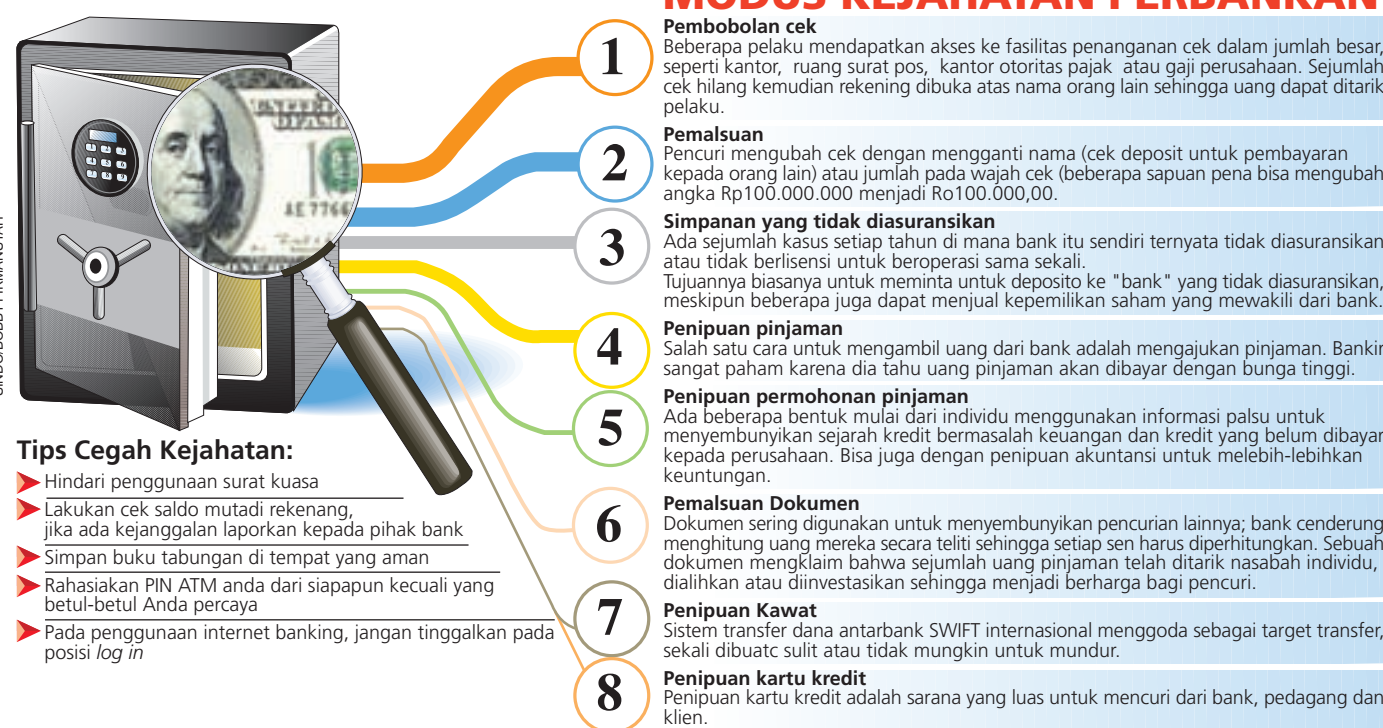 MODUS KEJAHATAN PERBANKAN
1
Pembobolan cek
Beberapa pelaku mendapatkan akses ke fasilitas penanganan cek dalam jumlah besar,
seperti kantor, ruang surat pos, kantor otoritas pajak atau gaji perusahaan. Sejumlah
cek hilang kemudian rekening dibuka atas nama orang lain sehingga uang dapat ditarik
pelaku.
2
Pemalsuan
Pencuri mengubah cek dengan mengganti nama (cek deposit untuk pembayaran
kepada orang lain) atau jumlah pada wajah cek (beberapa sapuan pena bisa mengubah
angka Rp100.000.000 menjadi Ro100.000,00.
3
Simpanan yang tidak diasuransikan
Ada sejumlah kasus setiap tahun di mana bank itu sendiri ternyata tidak diasuransikan
atau tidak berlisensi untuk beroperasi sama sekali.
Tujuannya biasanya untuk meminta untuk deposito ke "bank" yang tidak diasuransikan,
meskipun beberapa juga dapat menjual kepemilikan saham yang mewakili dari bank.
4
Penipuan pinjaman
Salah satu cara untuk mengambil uang dari bank adalah mengajukan pinjaman. Bankir
sangat paham karena dia tahu uang pinjaman akan dibayar dengan bunga tinggi.
5
Penipuan permohonan pinjaman
Ada beberapa bentuk mulai dari individu menggunakan informasi palsu untuk
menyembunyikan sejarah kredit bermasalah keuangan dan kredit yang belum dibayar
kepada perusahaan. Bisa juga dengan penipuan akuntansi untuk melebih-lebihkan
keuntungan.
6
Pemalsuan Dokumen
Dokumen sering digunakan untuk menyembunyikan pencurian lainnya; bank cenderung
menghitung uang mereka secara teliti sehingga setiap sen harus diperhitungkan. Sebuah
dokumen mengklaim bahwa sejumlah uang pinjaman telah ditarik nasabah individu,
dialihkan atau diinvestasikan sehingga menjadi berharga bagi pencuri.
7
Penipuan Kawat
Sistem transfer dana antarbank SWIFT internasional menggoda sebagai target transfer,
sekali dibuatc sulit atau tidak mungkin untuk mundur.
8
Penipuan kartu kredit
Penipuan kartu kredit adalah sarana yang luas untuk mencuri dari bank, pedagang dan
klien.
Tips Cegah Kejahatan:
Hindari penggunaan surat kuasa
Lakukan cek saldo mutadi rekenang,
jika ada kejanggalan laporkan kepada pihak bank
Simpan buku tabungan di tempat yang aman
Rahasiakan PIN ATM anda dari siapapun kecuali yang
betul-betul Anda percaya
Pada penggunaan internet banking, jangan tinggalkan pada
posisi log in